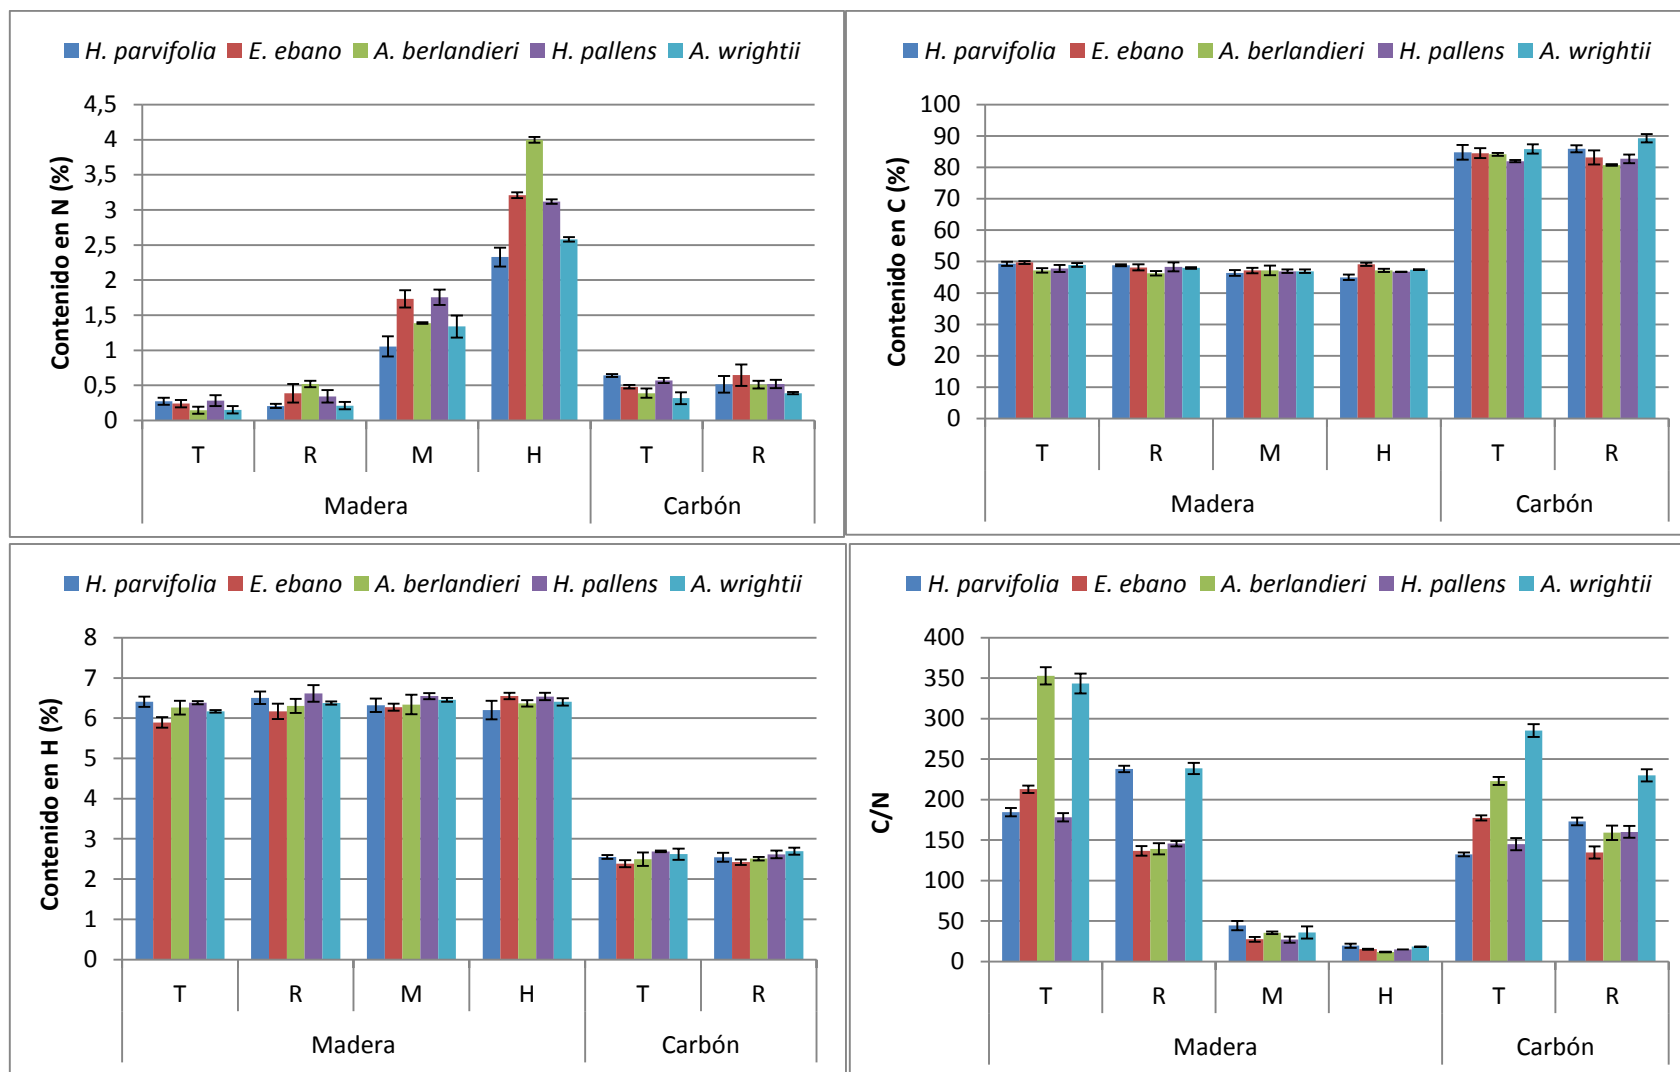 H. parvifolia E. ebano A. berlandieri H. pallens A. wrightii
Contenido en N (%)
4,5
4
3,5
3
2,5
2
1,5
1
0,5
0
T R M H T R
Madera Carbón
H. parvifolia E. ebano A. berlandieri H. pallens A. wrightii
Contenido en C (%)
100
90
80
70
60
50
40
30
20
10
0
T R M H T R
Madera Carbón
H. parvifolia E. ebano A. berlandieri H. pallens A. wrightii
Contenido en H (%)
8
7
6
5
4
3
2
1
0
T R M H T R
Madera Carbón
H. parvifolia E. ebano A. berlandieri H. pallens A. wrightii
C/N
400
350
300
250
200
150
100
50
0
T R M H T R
Madera Carbón